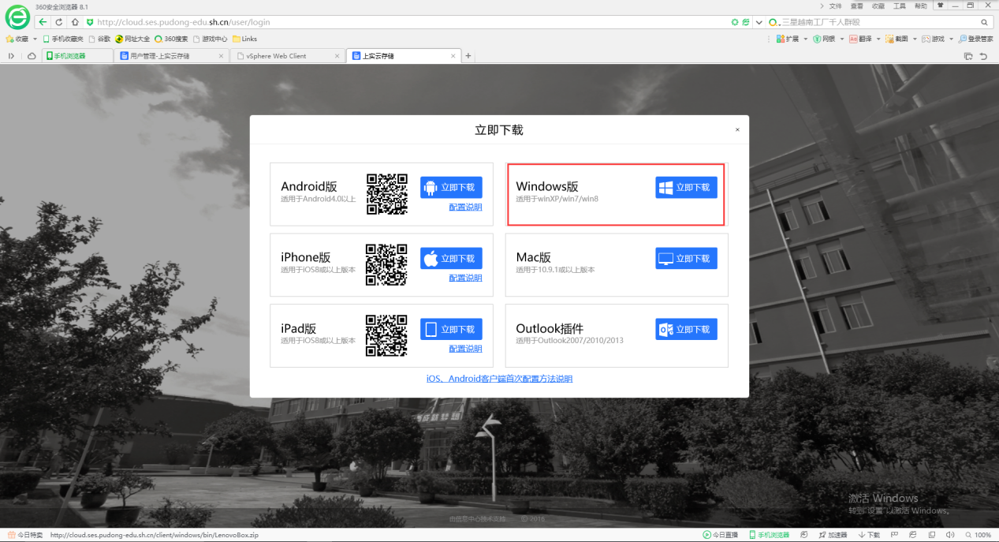 360安全浏览器 8.1
文件 查看 收藏 工具 帮助
http://cloud.ses.pudong-edu.sh.cn/user/login
三星越南工厂千人群殴
收藏 手机收藏夹 谷歌 网址大全 360搜索 游戏中心 Links
扩展 网银 翻译 截图 游戏 登录管家
手机浏览器 用户管理-上实云存储 vSphere Web Client 上实云存储
立即下载
Android版
适用于Android4.0以上
立即下载
配置说明
Windows版
适用于winXP/win7/win8
立即下载
iPhone版
适用于iOS8或以上版本
立即下载
配置说明
Mac版
适用于10.9.1或以上版本
立即下载
iPad版
适用于iOS8或以上版本
立即下载
配置说明
Outlook插件
适用于Outlook2007/2010/2013
立即下载
iOS、Android客户端首次配置方法说明
激活 Windows
转到"设置"以激活 Windows。
由信息中心技术支持 © 2016
今日特卖 http://cloud.ses.pudong-edu.sh.cn/client/windows/bin/LenovoBox.zip
今日直播 手机浏览器 加速器 下载 100%